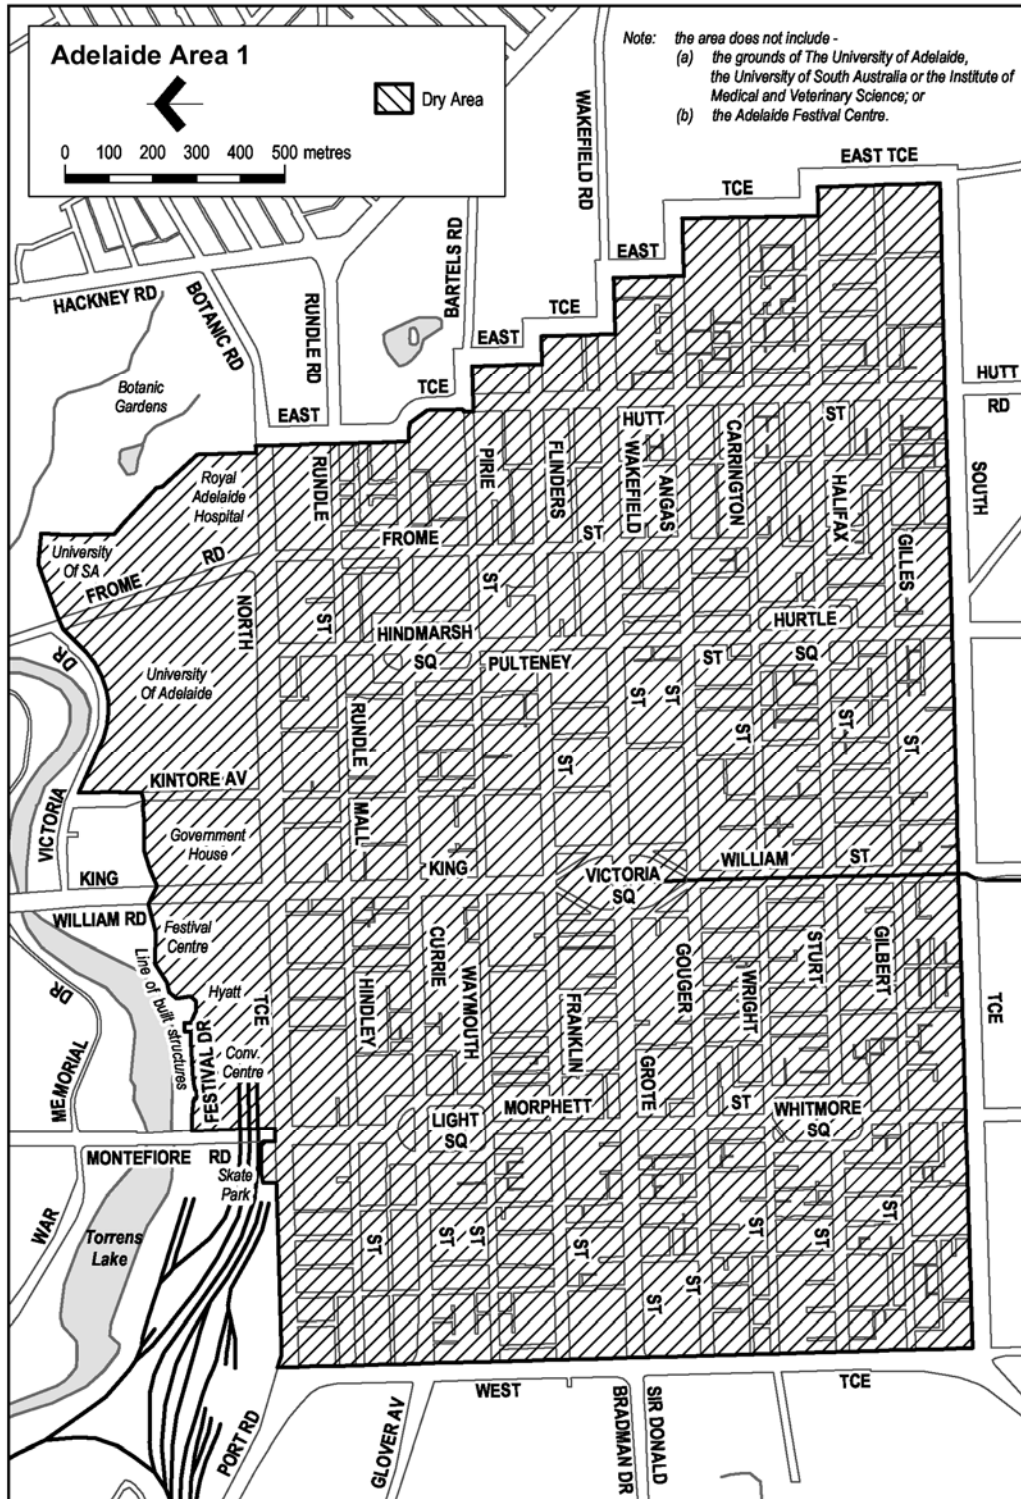 Adelaide Area 1
Dry Area
0 100 200 300 400 500 metres
Note: the area does not include -
(a) the grounds of The University of Adelaide,
the University of South Australia or the Institute of
Medical and Veterinary Science; or
(b) the Adelaide Festival Centre.
WAKEFIELD RD
EAST TCE
TCE
EAST
BARTELS RD
TCE
EAST
HACKNEY RD
BOTANIC RD
RUNDLE RD
TCE
EAST
HUTT
RD
Botanic
Gardens
HUTT
ST
RUNDLE
PIRIE
FLINDERS
WAKEFIELD
ANGAS
CARRINGTON
HALIFAX
GILLES
SOUTH
Royal
Adelaide
Hospital
FROME
ST
University
Of SA
FROME
RD
NORTH
ST
ST
HINDMARSH
SQ
HURTLE
SQ
PULTENEY
ST
DR
University
Of Adelaide
ST
ST
ST
ST
ST
ST
RUNDLE
MALL
KINTORE AV
VICTORIA
Government
House
KING
WILLIAM
ST
VICTORIA
SQ
KING
WILLIAM RD
Festival
Centre
Line of built structures
Hyatt
TCE
HINDLEY
CURRIE
WAYMOUTH
FRANKLIN
GOUGER
WRIGHT
STURT
GILBERT
TCE
DR
MEMORIAL
FESTIVAL DR
Conv.
Centre
GROTE
LIGHT
SQ
MORPHETT
ST
WHITMORE
SQ
MONTEFIORE RD
Skate
Park
WAR
Torrens
Lake
ST
ST
ST
ST
ST
ST
ST
ST
ST
WEST
TCE
PORT RD
GLOVER AV
BRADMAN DR
SIR DONALD